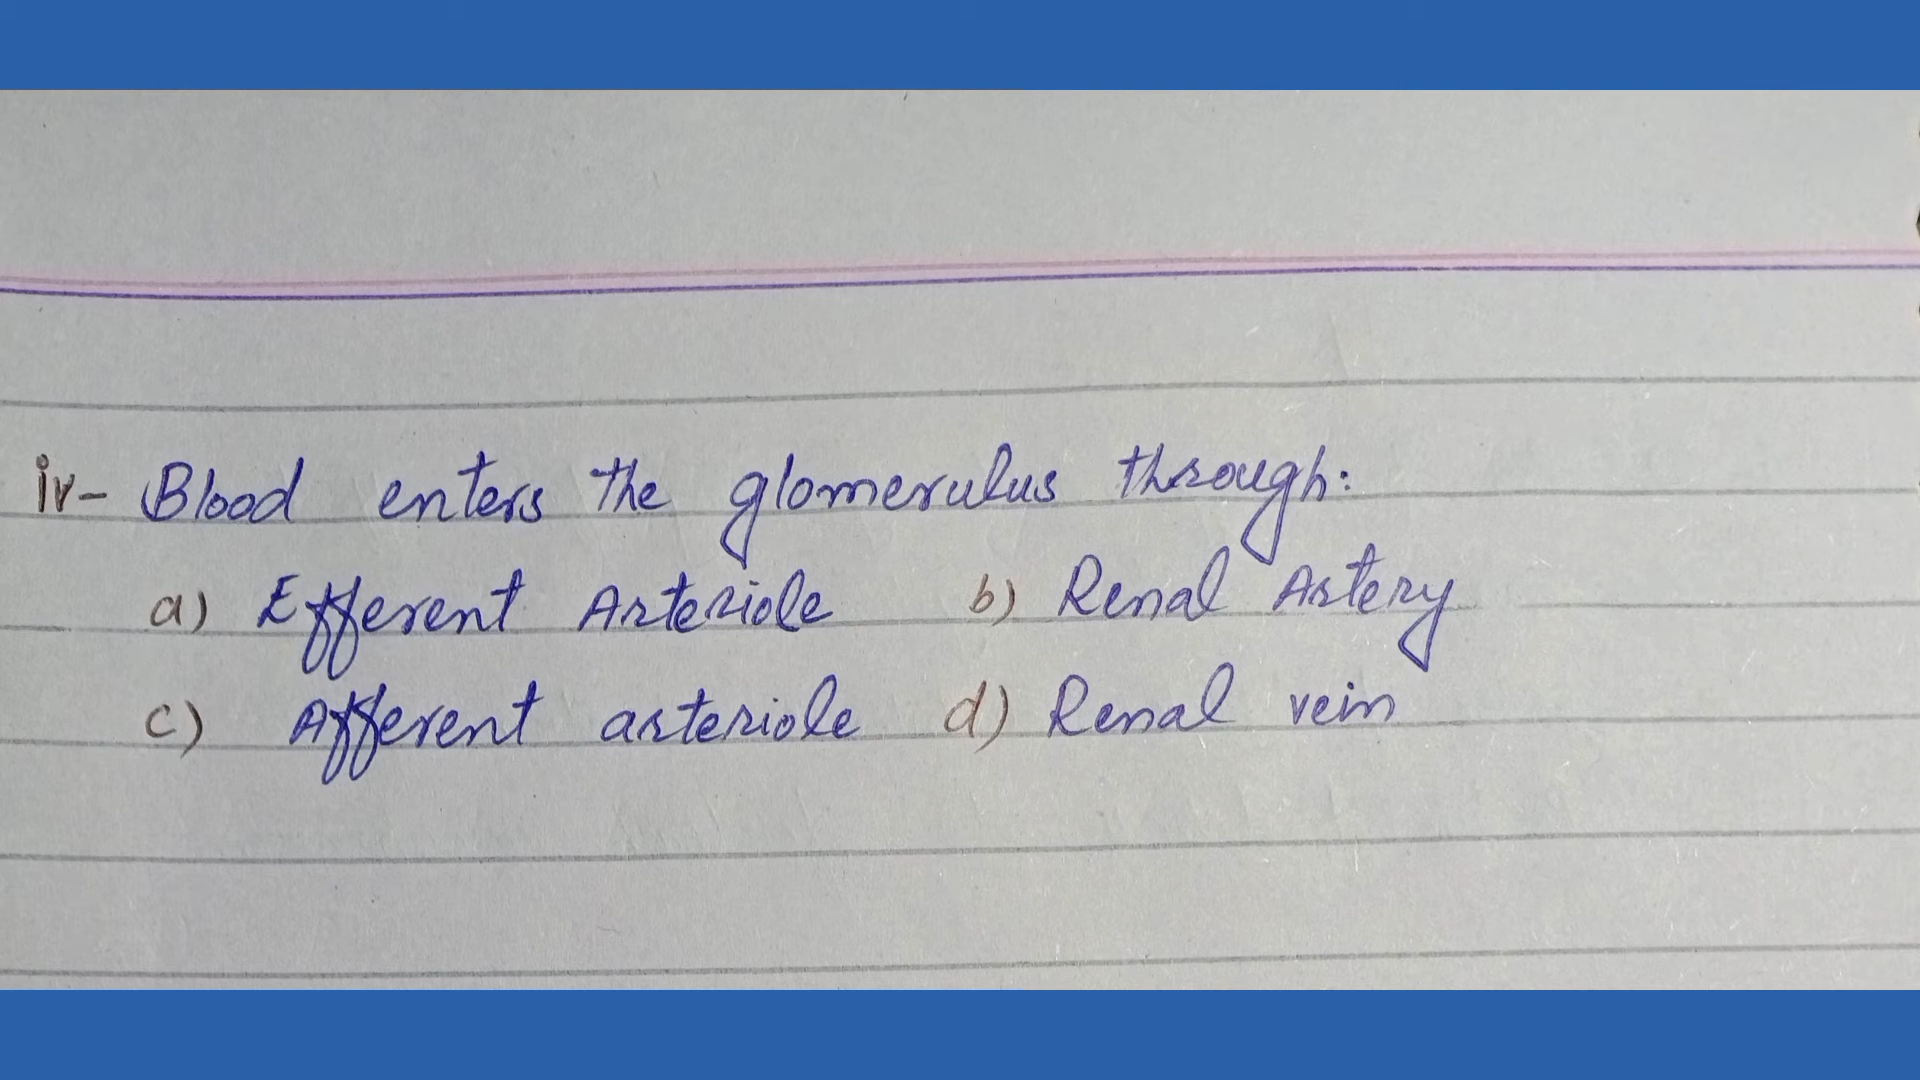 iv- Blood enters the glomerulus through:
a) Efferent Arteriole b) Renal Artery
c) Afferent arteriole d) Renal vein